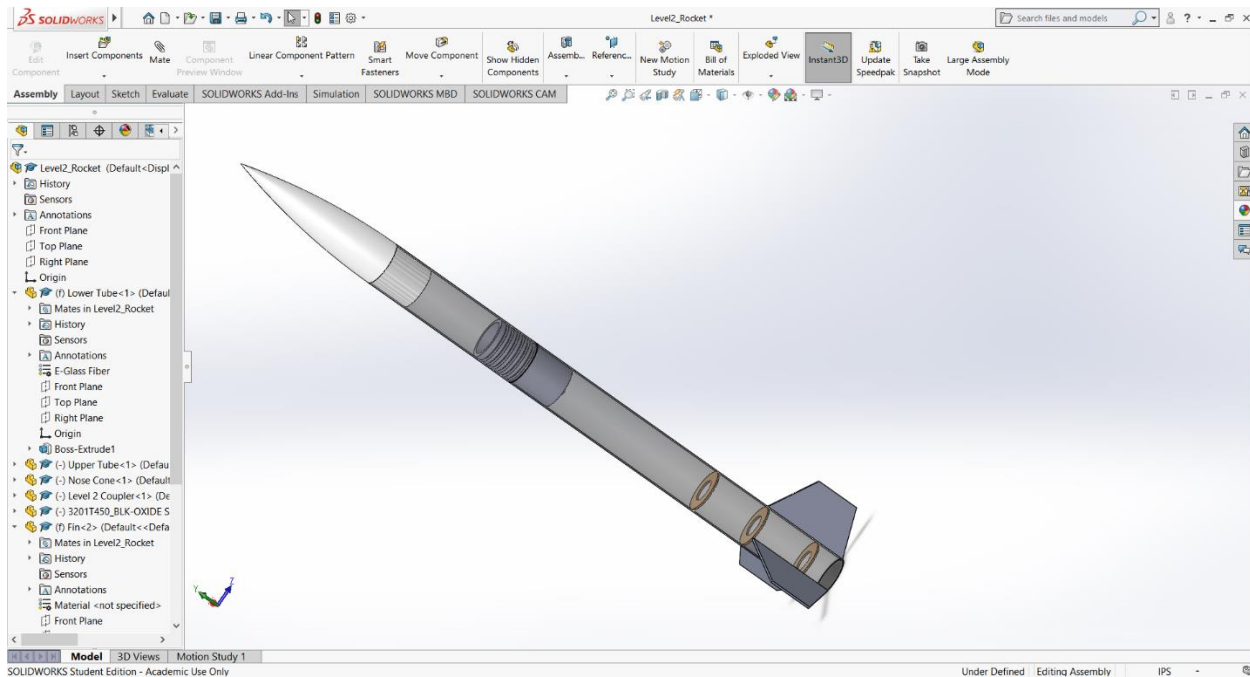 SOLIDWORKS
Level2_Rocket *
Search files and models
?
Edit Component
Insert Components
Mate
Component Preview Window
Linear Component Pattern
Smart Fasteners
Move Component
Show Hidden Components
Assemb...
Referenc...
New Motion Study
Bill of Materials
Exploded View
Instant3D
Update Speedpak
Take Snapshot
Large Assembly Mode
Assembly Layout Sketch Evaluate SOLIDWORKS Add-Ins Simulation SOLIDWORKS MBD SOLIDWORKS CAM
Level2_Rocket (Default<Displ
History
Sensors
Annotations
Front Plane
Top Plane
Right Plane
Origin
(f) Lower Tube<1> (Defaul
Mates in Level2_Rocket
History
Sensors
Annotations
E-Glass Fiber
Front Plane
Top Plane
Right Plane
Origin
Boss-Extrude1
(-) Upper Tube<1> (Defau
(-) Nose Cone<1> (Default
(-) Level 2 Coupler<1> (De
(-) 3201T450_BLK-OXIDE S
(f) Fin<2> (Default<<Defa
Mates in Level2_Rocket
History
Sensors
Annotations
Material <not specified>
Front Plane
Y Z
Model 3D Views Motion Study 1
SOLIDWORKS Student Edition - Academic Use Only
Under Defined Editing Assembly IPS -